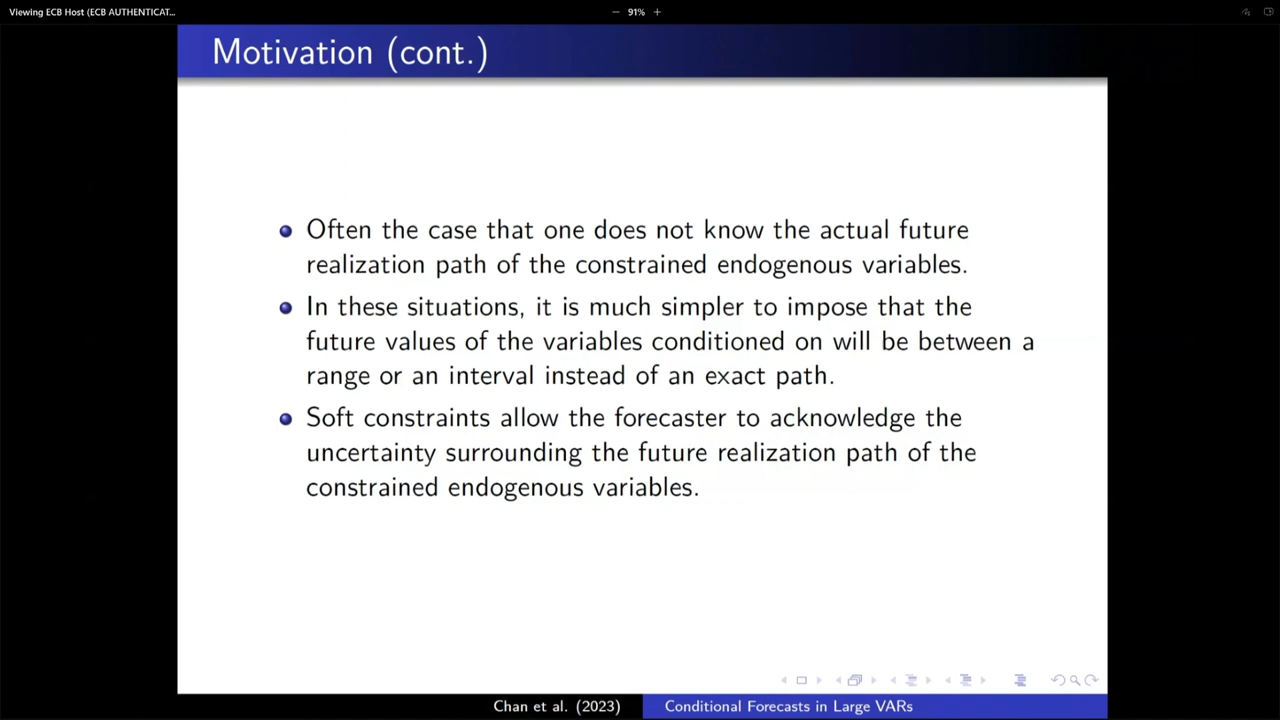 Viewing ECB Host (ECB AUTHENTICAT...
− 91% +
Motivation (cont.)
Often the case that one does not know the actual future
realization path of the constrained endogenous variables.
In these situations, it is much simpler to impose that the
future values of the variables conditioned on will be between a
range or an interval instead of an exact path.
Soft constraints allow the forecaster to acknowledge the
uncertainty surrounding the future realization path of the
constrained endogenous variables.
Chan et al. (2023)
Conditional Forecasts in Large VARs